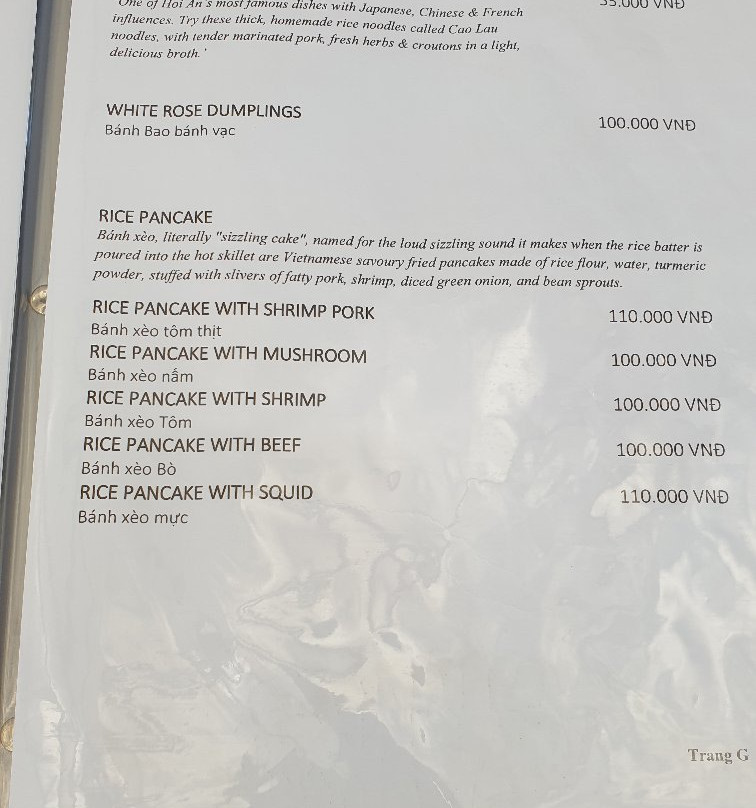 One of Hoi An's most famous dishes with Japanese, Chinese & French
influences. Try these thick, homemade rice noodles called Cao Lau
noodles, with tender marinated pork, fresh herbs & croutons in a light,
delicious broth.'
WHITE ROSE DUMPLINGS 100.000 VNĐ
Bánh Bao bánh vạc
RICE PANCAKE
Bánh xèo, literally "sizzling cake", named for the loud sizzling sound it makes when the rice batter is
poured into the hot skillet are Vietnamese savoury fried pancakes made of rice flour, water, turmeric
powder, stuffed with slivers of fatty pork, shrimp, diced green onion, and bean sprouts.
RICE PANCAKE WITH SHRIMP PORK 110.000 VNĐ
Bánh xèo tôm thịt
RICE PANCAKE WITH MUSHROOM 100.000 VNĐ
Bánh xèo nấm
RICE PANCAKE WITH SHRIMP 100.000 VNĐ
Bánh xèo Tôm
RICE PANCAKE WITH BEEF 100.000 VNĐ
Bánh xèo Bò
RICE PANCAKE WITH SQUID 110.000 VNĐ
Bánh xèo mực
Trang G